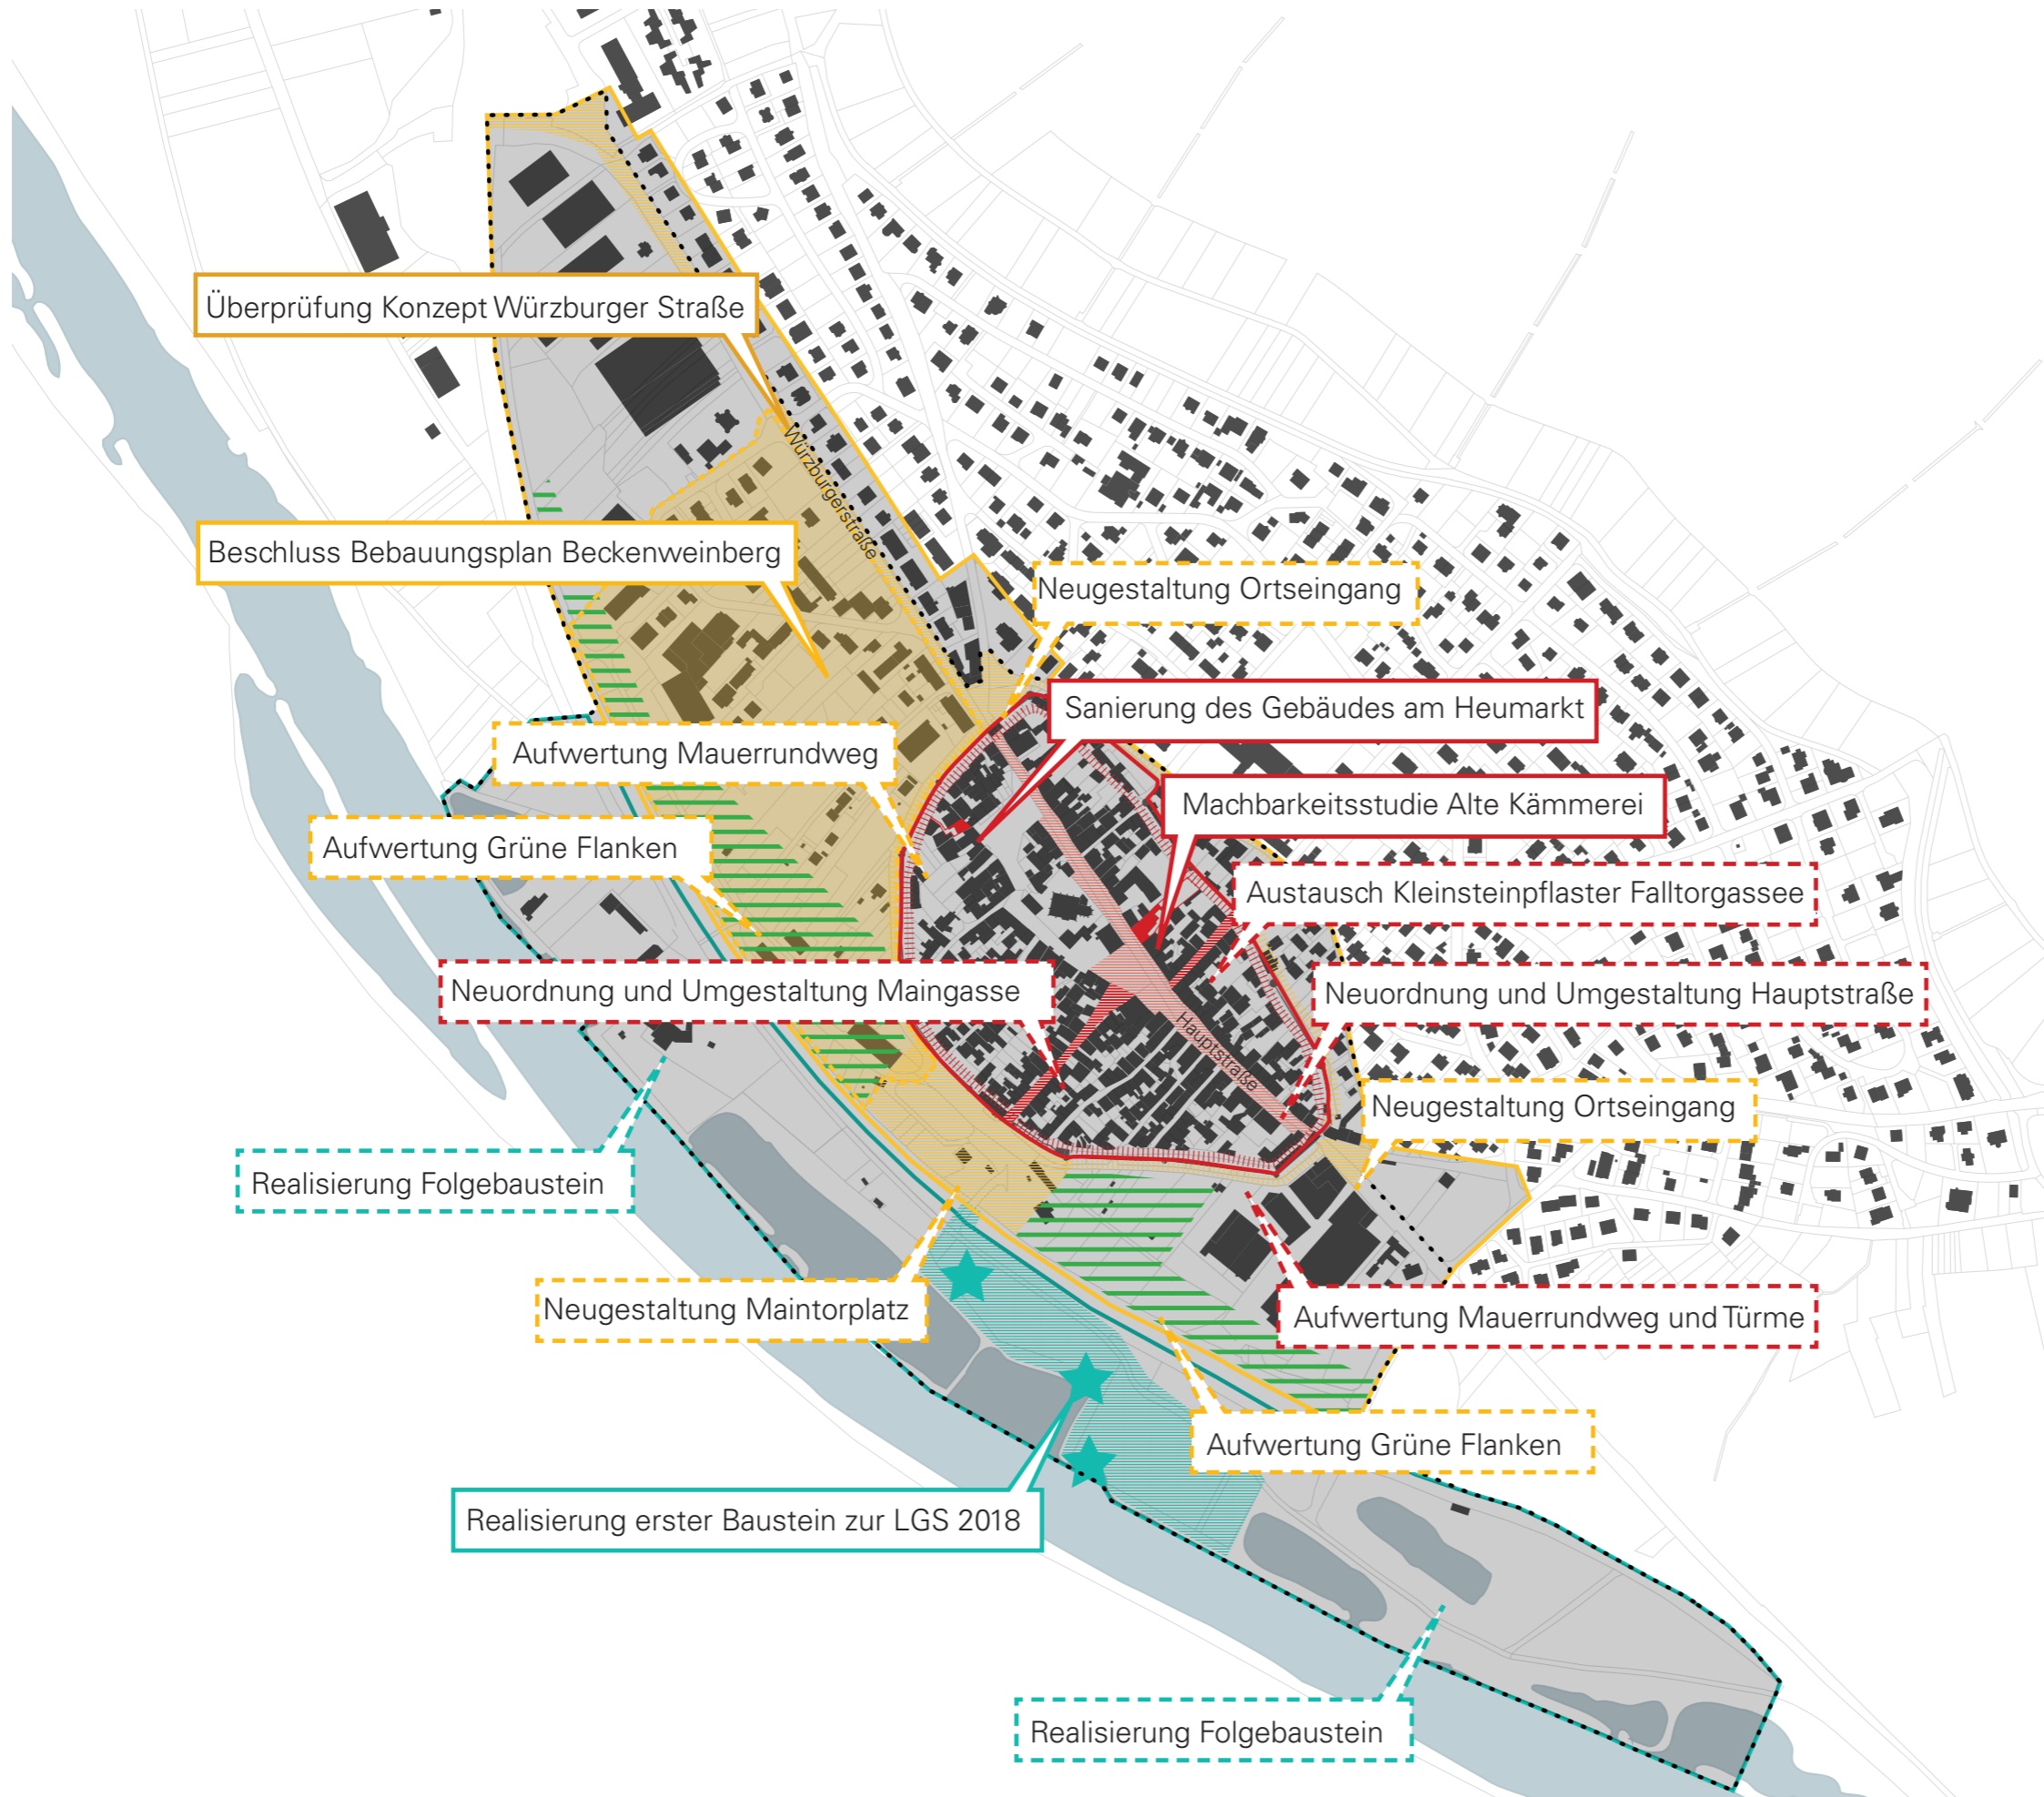 Überprüfung Konzept Würzburger Straße
Würzburgerstraße
Beschluss Bebauungsplan Beckenweinberg
Neugestaltung Ortseingang
Sanierung des Gebäudes am Heumarkt
Aufwertung Mauerrundweg
Machbarkeitsstudie Alte Kämmerei
Aufwertung Grüne Flanken
Austausch Kleinsteinpflaster Falltorgassee
Neuordnung und Umgestaltung Maingasse
Neuordnung und Umgestaltung Hauptstraße
Hauptstraße
Neugestaltung Ortseingang
Realisierung Folgebaustein
Neugestaltung Maintorplatz
Aufwertung Mauerrundweg und Türme
Aufwertung Grüne Flanken
Realisierung erster Baustein zur LGS 2018
Realisierung Folgebaustein